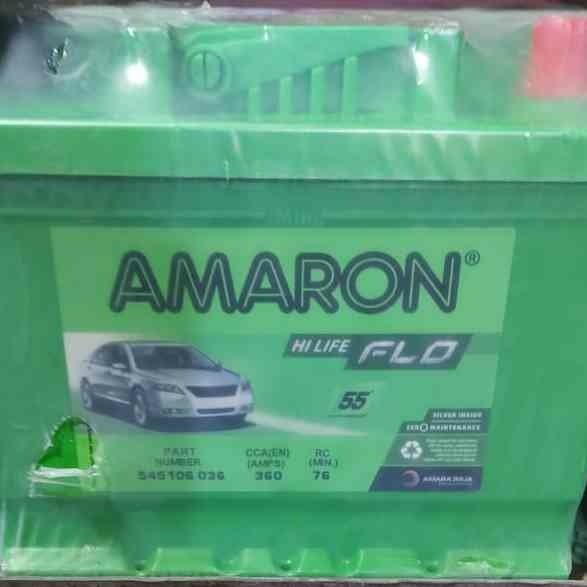 AMARON®
HI LIFE FLO
55
SILVER INSIDE
ZERO MAINTENANCE
PART NUMBER
545106 036
CCA(EN) (AMPS)
360
RC (MIN.)
76
AMARA RAJA